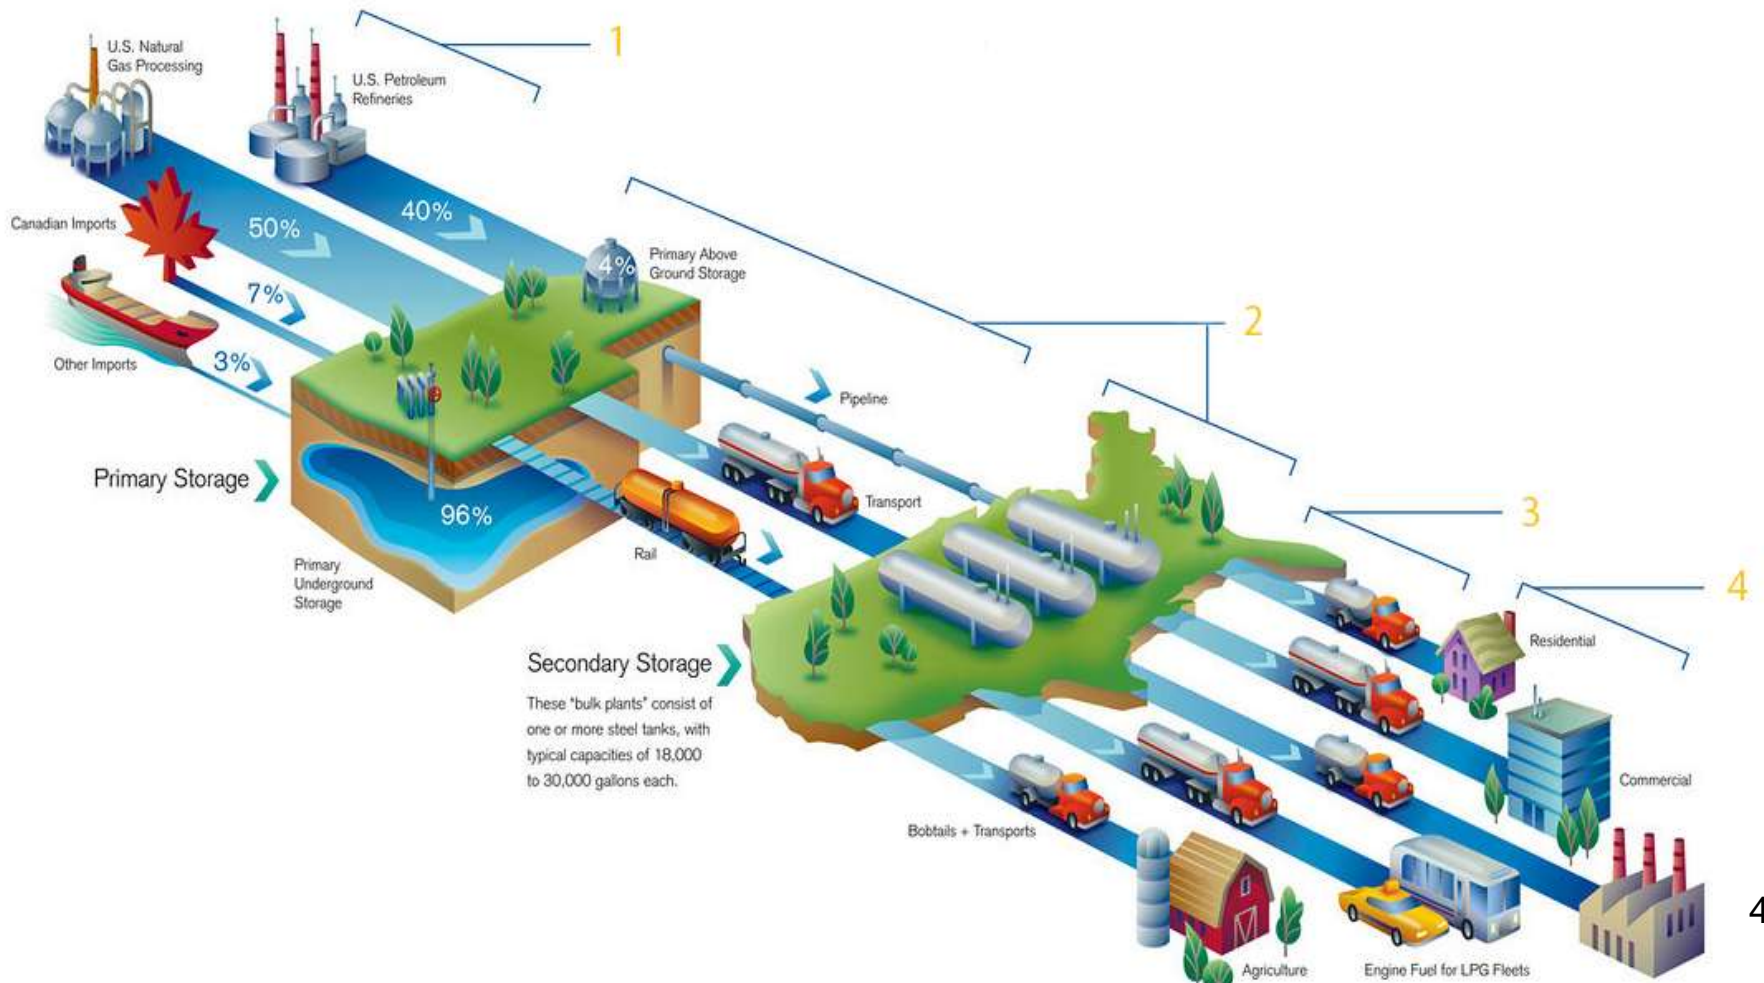 1
U.S. Natural
Gas Processing
U.S. Petroleum
Refineries
Canadian Imports
40%
50%
4%
Primary Above
Ground Storage
7%
2
Other Imports
3%
Pipeline
Primary Storage
96%
Transport
3
Rail
Primary
Underground
Storage
4
Residential
Secondary Storage
These "bulk plants" consist of
one or more steel tanks, with
typical capacities of 18,000
to 30,000 gallons each.
Commercial
Bobtails + Transports
4
Agriculture
Engine Fuel for LPG Fleets